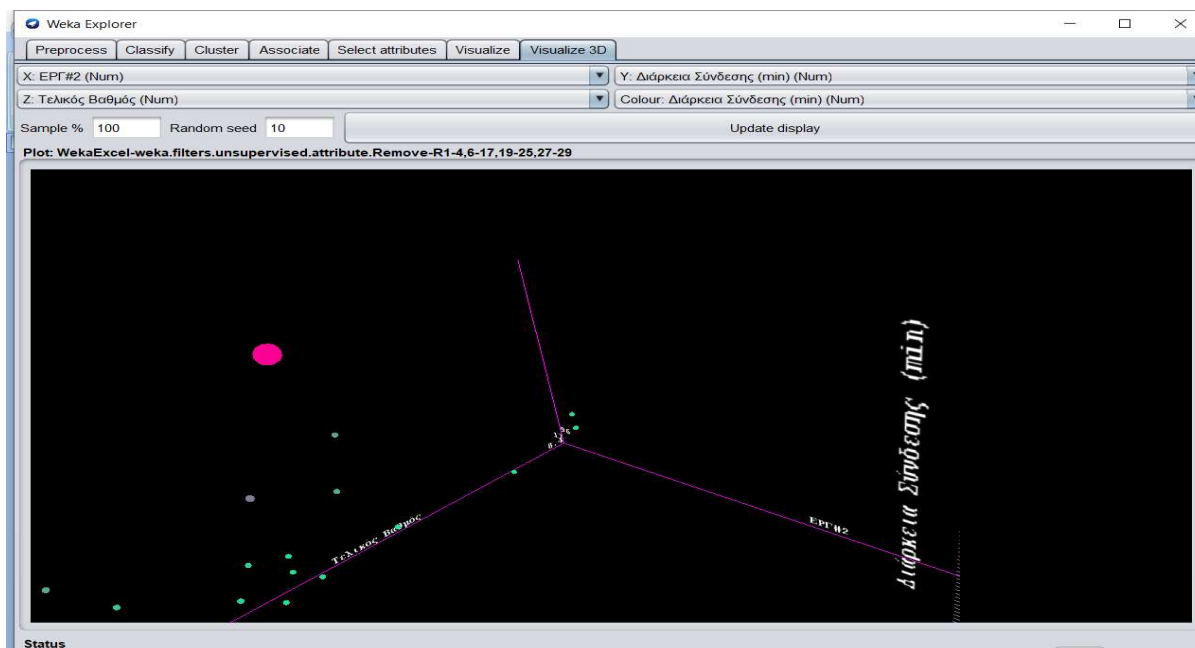 Weka Explorer
Preprocess Classify Cluster Associate Select attributes Visualize Visualize 3D
X: ΕΡΓ#2 (Num) Y: Διάρκεια Σύνδεσης (min) (Num)
Z: Τελικός Βαθμός (Num) Colour: Διάρκεια Σύνδεσης (min) (Num)
Sample % 100 Random seed 10 Update display
Plot: WekaExcel-weka.filters.unsupervised.attribute.Remove-R1-4,6-17,19-25,27-29
Τελικός Βαθμός
ΕΡΓ#2
Διάρκεια Σύνδεσης (min)
Status